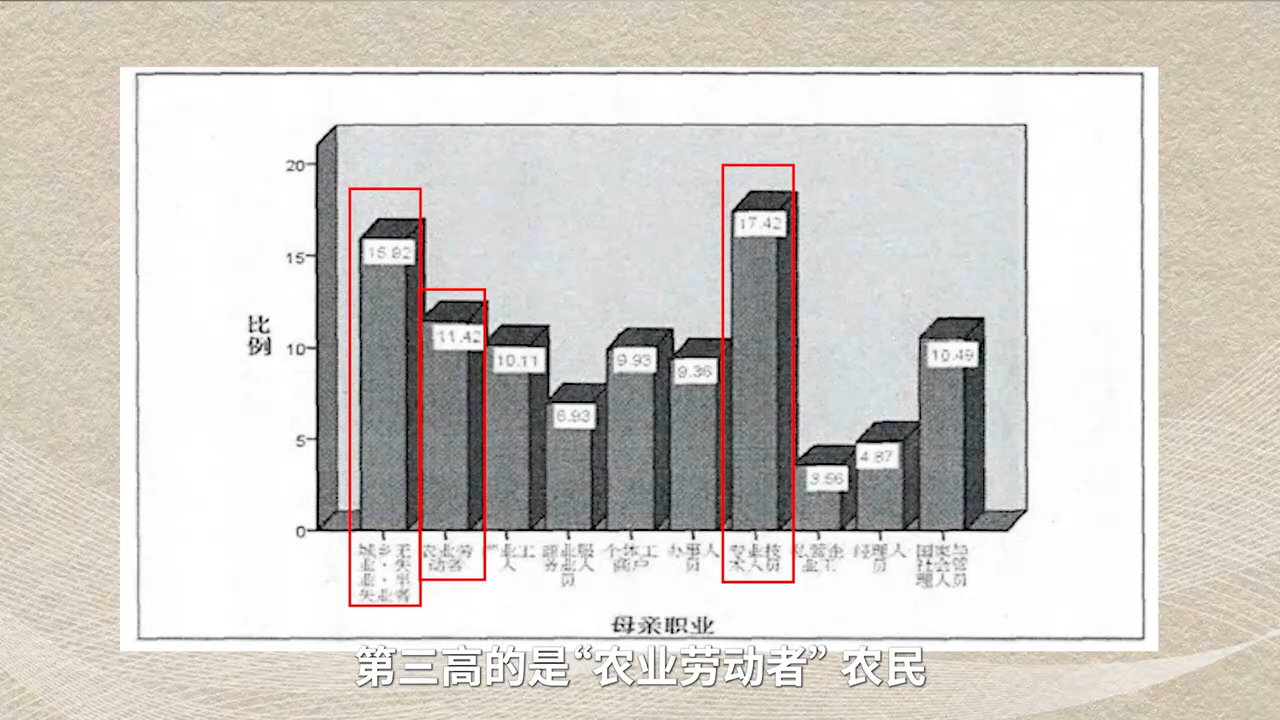 20
15
10
5
0
比例
15.92
11.42
10.11
6.93
9.93
9.36
17.42
3.56
4.87
10.49
城乡无
业、失
业、半
失业者
农业劳
动者
产业工
人
商业服
务业人
员
个体工
商户
办事人
员
专业技
术人员
私营企
业主
经理人
员
国家与
社会管
理人员
母亲职业
第三高的是“农业劳动者” 农民